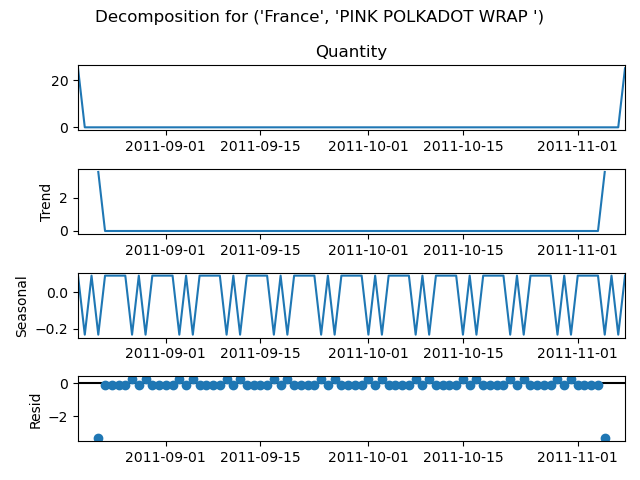 Decomposition for ('France', 'PINK POLKADOT WRAP ')
Quantity
20
0
2011-09-01 2011-09-15 2011-10-01 2011-10-15 2011-11-01
Trend
2
0
2011-09-01 2011-09-15 2011-10-01 2011-10-15 2011-11-01
Seasonal
0.0
−0.2
2011-09-01 2011-09-15 2011-10-01 2011-10-15 2011-11-01
Resid
0
−2
2011-09-01 2011-09-15 2011-10-01 2011-10-15 2011-11-01